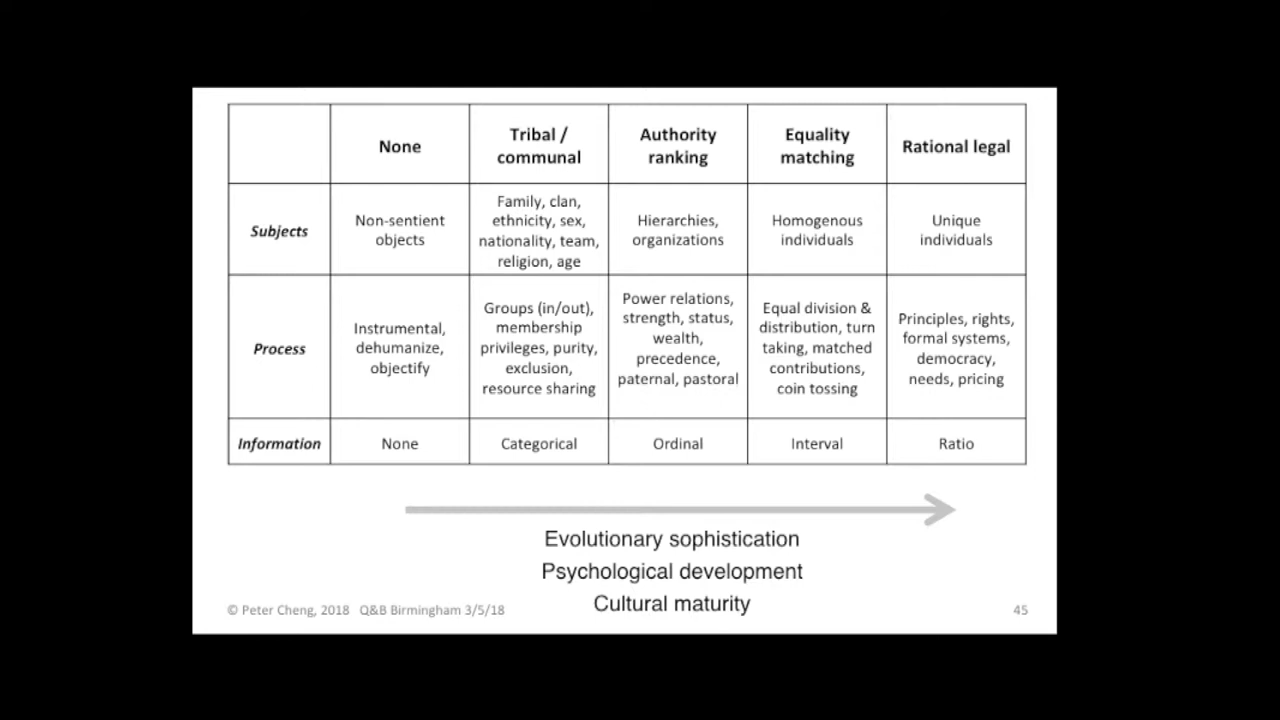 None
Tribal /
communal
Authority
ranking
Equality
matching
Rational legal
Subjects
Non-sentient
objects
Family, clan,
ethnicity, sex,
nationality, team,
religion, age
Hierarchies,
organizations
Homogenous
individuals
Unique
individuals
Process
Instrumental,
dehumanize,
objectify
Groups (in/out),
membership
privileges, purity,
exclusion,
resource sharing
Power relations,
strength, status,
wealth,
precedence,
paternal, pastoral
Equal division &
distribution, turn
taking, matched
contributions,
coin tossing
Principles, rights,
formal systems,
democracy,
needs, pricing
Information
None
Categorical
Ordinal
Interval
Ratio
Evolutionary sophistication
Psychological development
Cultural maturity
© Peter Cheng, 2018 Q&B Birmingham 3/5/18
45